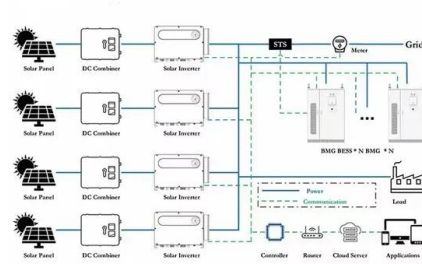 STS
Meter
Grid
Solar Panel DC Combiner Solar Inverter
Solar Panel DC Combiner Solar Inverter
BMG BESS * N BMG * N
Solar Panel DC Combiner Solar Inverter
Power
Communication
Load
Solar Panel DC Combiner Solar Inverter
Controller Router Cloud Server Applications